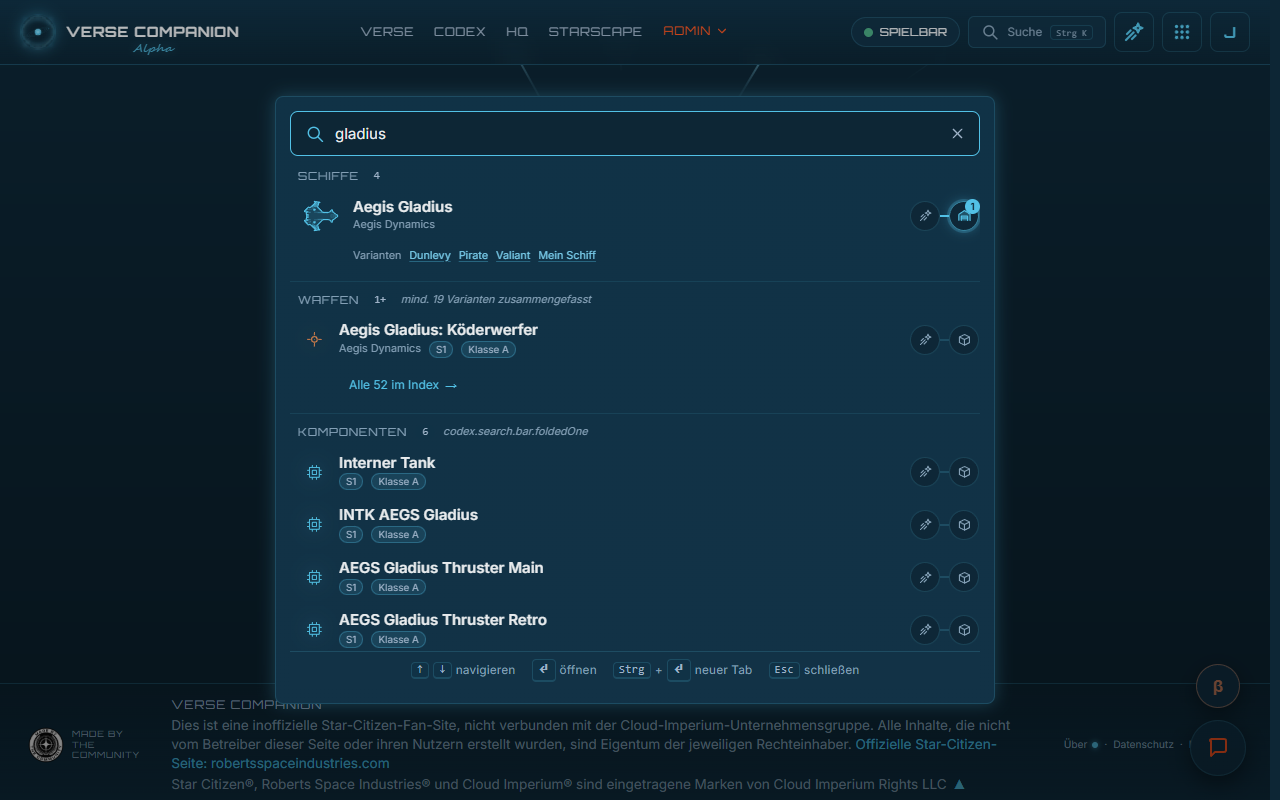 VERSE COMPANION
Alpha
VERSE CODEX HQ STARSCAPE ADMIN
SPIELBAR
Suche Strg K
gladius
SCHIFFE 4
Aegis Gladius
1
Aegis Dynamics
Varianten Dunlevy Pirate Valiant Mein Schiff
WAFFEN 1+ mind. 19 Varianten zusammengefasst
Aegis Gladius: Köderwerfer
Aegis Dynamics S1 Klasse A
Alle 52 im Index →
KOMPONENTEN 6 codex.search.bar.foldedOne
Interner Tank
S1 Klasse A
INTK AEGS Gladius
S1 Klasse A
AEGS Gladius Thruster Main
S1 Klasse A
AEGS Gladius Thruster Retro
S1 Klasse A
↑ ↓ navigieren ↵ öffnen Strg + ↵ neuer Tab Esc schließen
β
VERSE COMPANION
MADE BY
THE
COMMUNITY
Dies ist eine inoffizielle Star-Citizen-Fan-Site, nicht verbunden mit der Cloud-Imperium-Unternehmensgruppe. Alle Inhalte, die nicht
vom Betreiber dieser Seite oder ihren Nutzern erstellt wurden, sind Eigentum der jeweiligen Rechteinhaber. Offizielle Star-Citizen-
Seite: robertsspaceindustries.com
Star Citizen®, Roberts Space Industries® und Cloud Imperium® sind eingetragene Marken von Cloud Imperium Rights LLC ▲
Über · Datenschutz ·